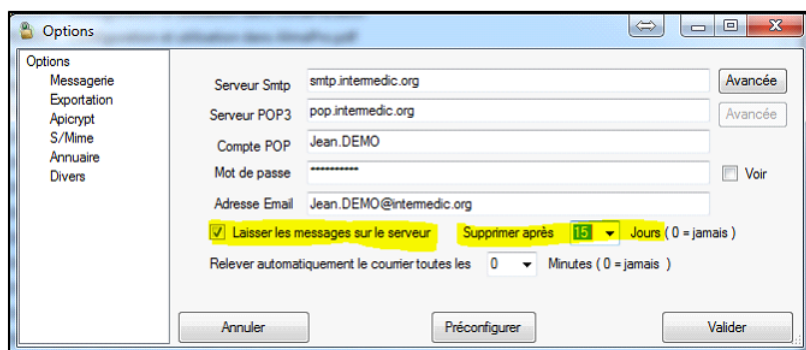 Options
Options
Messagerie
Exportation
Apicrypt
S/Mime
Annuaire
Divers
Serveur Smtp smtp.intermedic.org Avancée
Serveur POP3 pop.intermedic.org Avancée
Compte POP Jean.DEMO
Mot de passe ********** Voir
Adresse Email Jean.DEMO@intermedic.org
Laisser les messages sur le serveur Supprimer après 15 Jours ( 0 = jamais )
Relever automatiquement le courrier toutes les 0 Minutes ( 0 = jamais )
Annuler Préconfigurer Valider